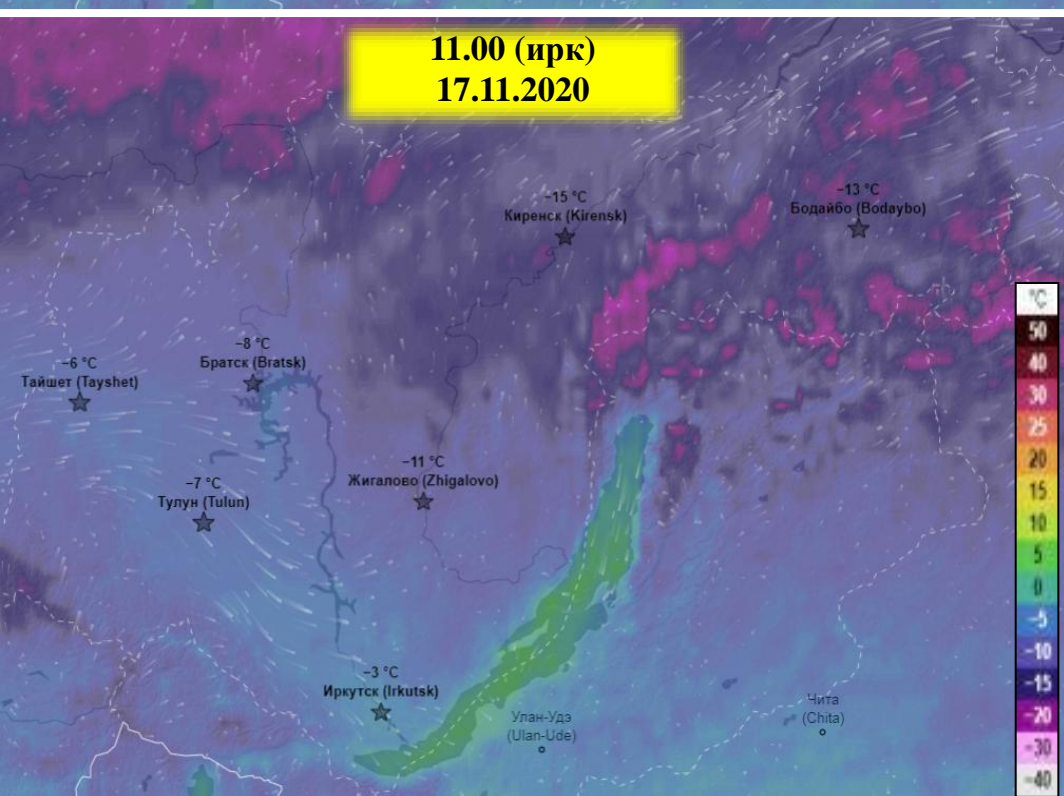 11.00 (ирк)
17.11.2020
−15 °C
Киренск (Kirensk)
−13 °C
Бодайбо (Bodaybo)
−8 °C
Братск (Bratsk)
−6 °C
Тайшет (Tayshet)
−11 °C
Жигалово (Zhigalovo)
−7 °C
Тулун (Tulun)
−3 °C
Иркутск (Irkutsk)
Улан-Удэ
(Ulan-Ude)
Чита
(Chita)
°C
50
40
30
25
20
15
10
5
0
−5
−10
−15
−20
−30
−40